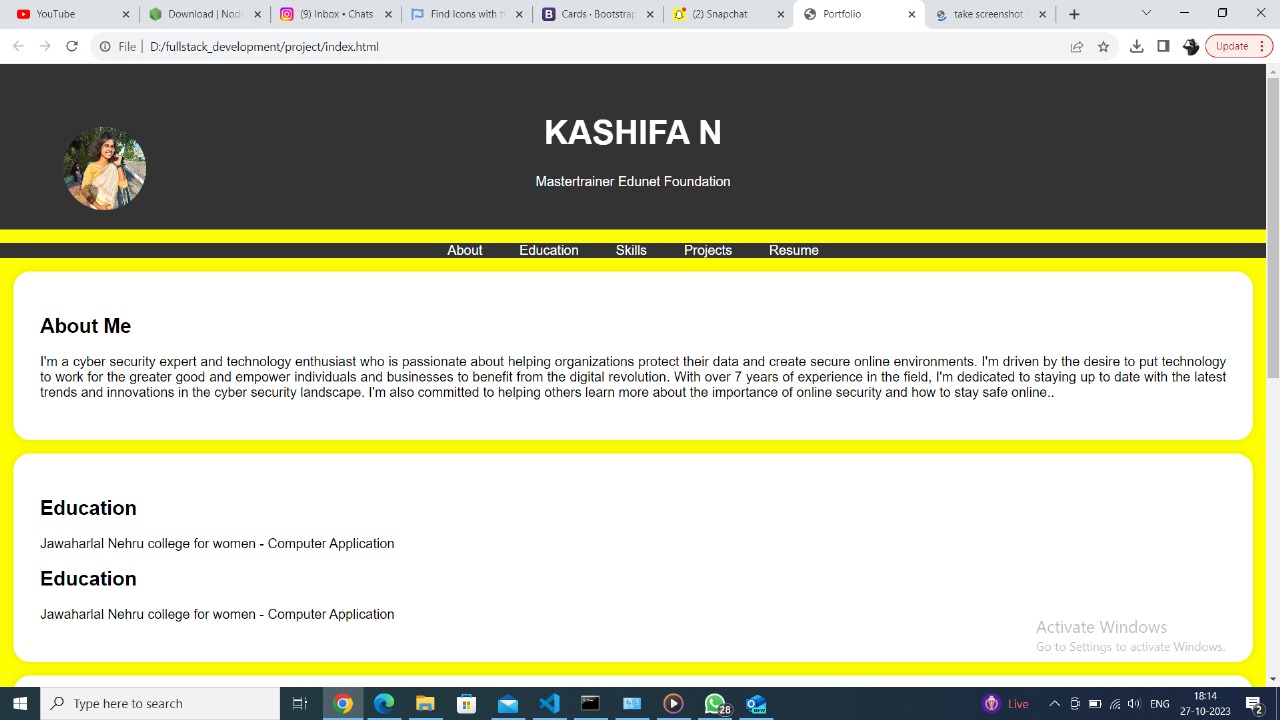 YouTube
Download | Nod
(9) Inbox • Chats
Find Icons with t
Cards · Bootstrap
(2) Snapchat
Portfolio
take screenshot
File
D:/fullstack_development/project/index.html
Update
KASHIFA N
Mastertrainer Edunet Foundation
About
Education
Skills
Projects
Resume
About Me
I'm a cyber security expert and technology enthusiast who is passionate about helping organizations protect their data and create secure online environments. I'm driven by the desire to put technology
to work for the greater good and empower individuals and businesses to benefit from the digital revolution. With over 7 years of experience in the field, I'm dedicated to staying up to date with the latest
trends and innovations in the cyber security landscape. I'm also committed to helping others learn more about the importance of online security and how to stay safe online..
Education
Jawaharlal Nehru college for women - Computer Application
Education
Jawaharlal Nehru college for women - Computer Application
Activate Windows
Go to Settings to activate Windows.
Type here to search
28
Live
ENG
18:14
27-10-2023
2